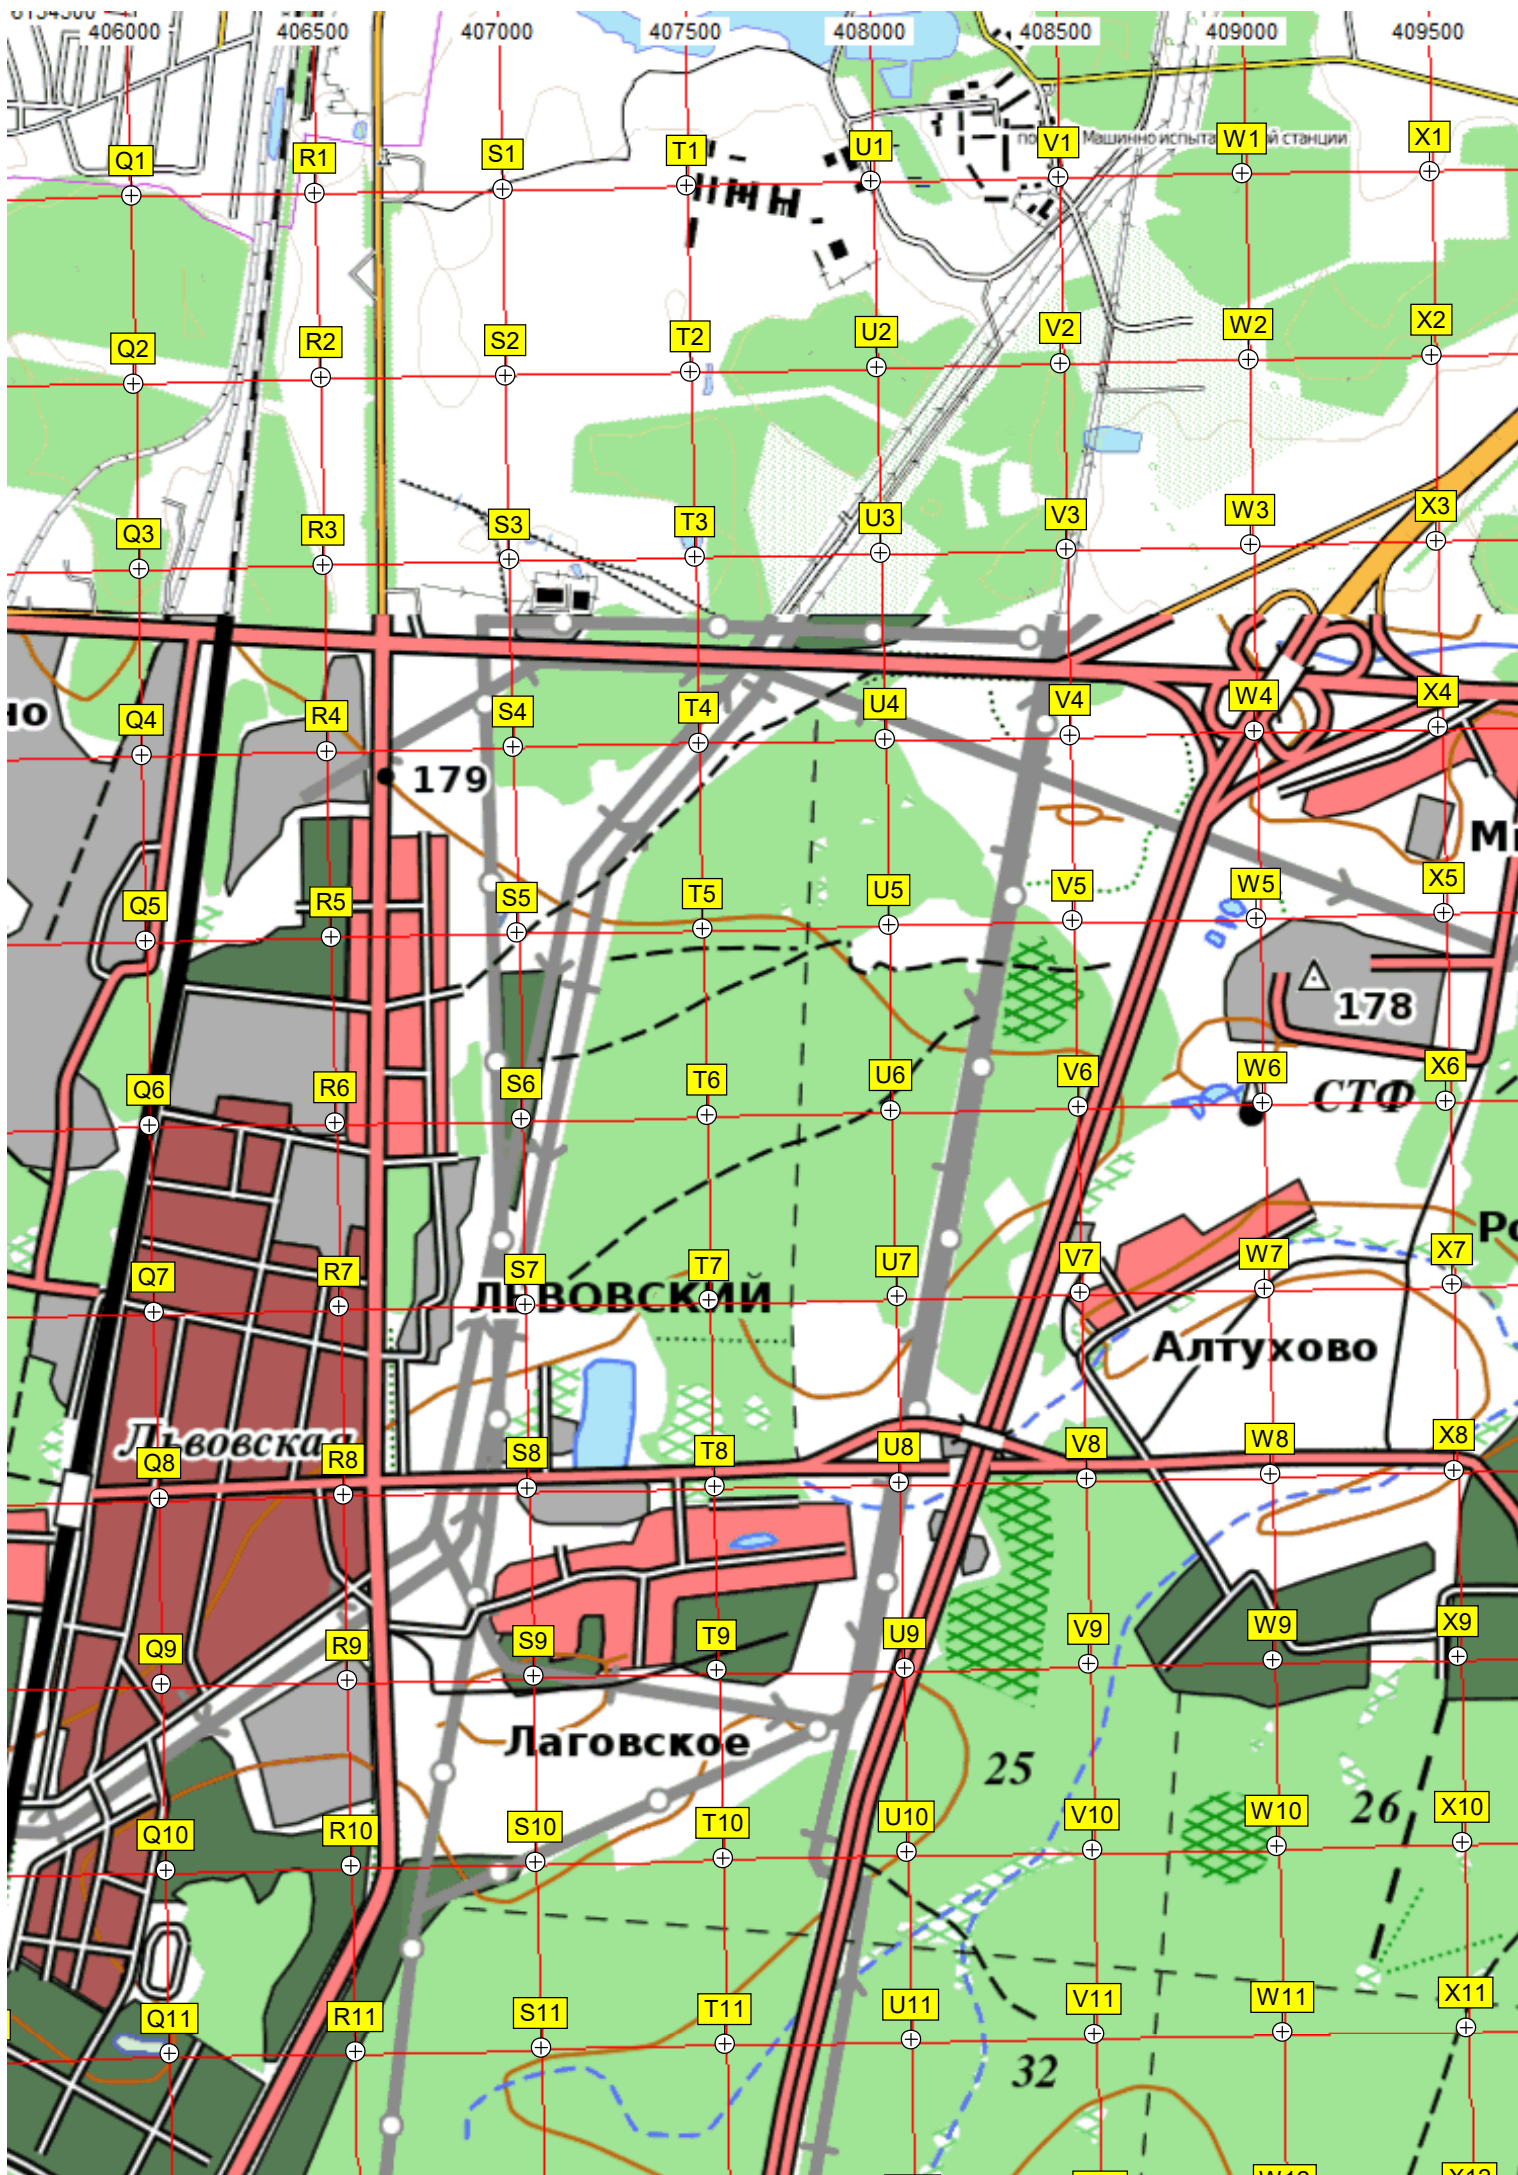 406000 406500 407000 407500 408000 408500 409000 409500
Q1 R1 S1 T1 U1 V1 W1 X1
Q2 R2 S2 T2 U2 V2 W2 X2
Q3 R3 S3 T3 U3 V3 W3 X3
но
Q4 R4 S4 T4 U4 V4 W4 X4
179
Q5 R5 S5 T5 U5 V5 W5 X5
178
Q6 R6 S6 T6 U6 V6 W6 X6
СТФ
Q7 R7 S7 T7 U7 V7 W7 X7
ЛЬВОВСКИЙ
Алтухово
Львовская
Q8 R8 S8 T8 U8 V8 W8 X8
Q9 R9 S9 T9 U9 V9 W9 X9
Лаговское
25
26
Q10 R10 S10 T10 U10 V10 W10 X10
Q11 R11 S11 T11 U11 V11 W11 X11
32